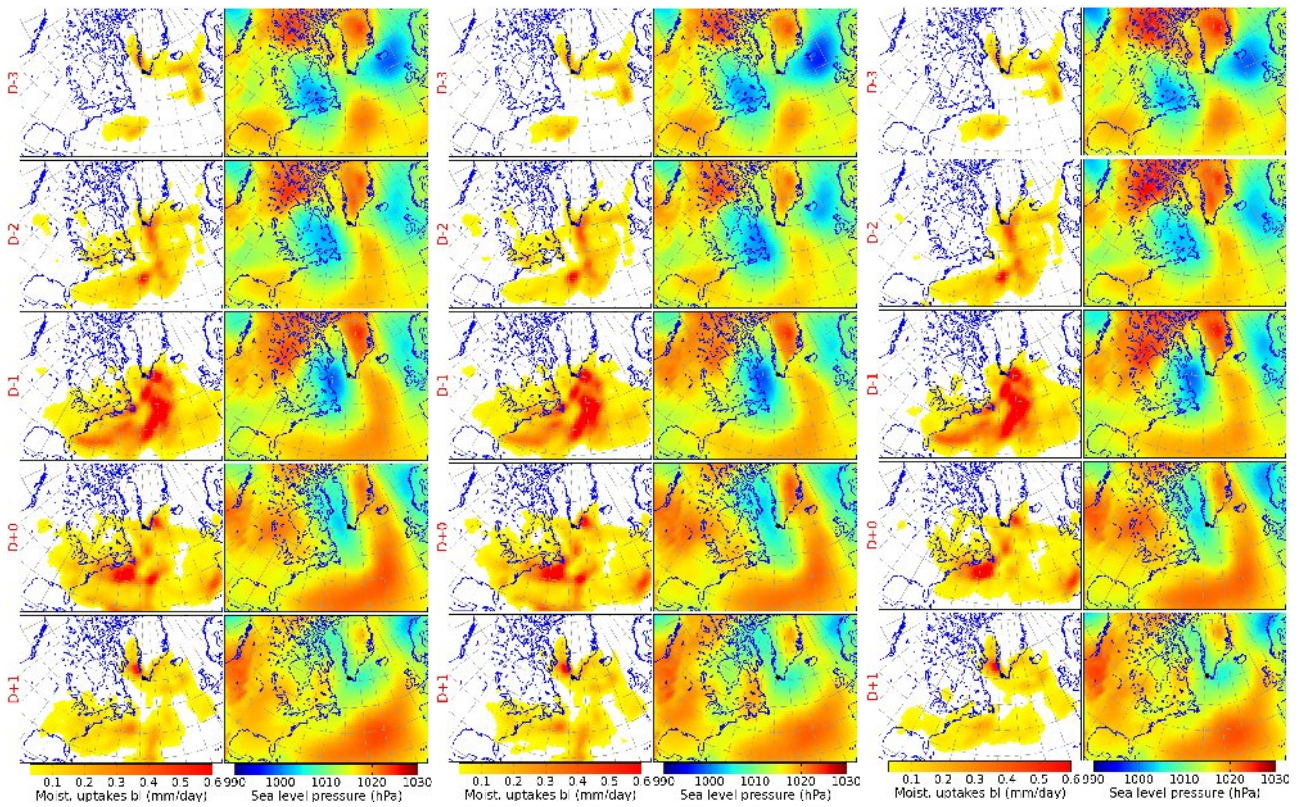 D-3
D-3
D-3
D-2
D-2
D-2
D-1
D-1
D-1
D+0
D+0
D+0
D+1
D+1
D+1
0.1 0.2 0.3 0.4 0.5 0.6 990 1000 1010 1020 1030
Moist. uptakes bl (mm/day) Sea level pressure (hPa)
0.1 0.2 0.3 0.4 0.5 0.6 990 1000 1010 1020 1030
Moist. uptakes bl (mm/day) Sea level pressure (hPa)
0.1 0.2 0.3 0.4 0.5 0.6 990 1000 1010 1020 1030
Moist. uptakes bl (mm/day) Sea level pressure (hPa)